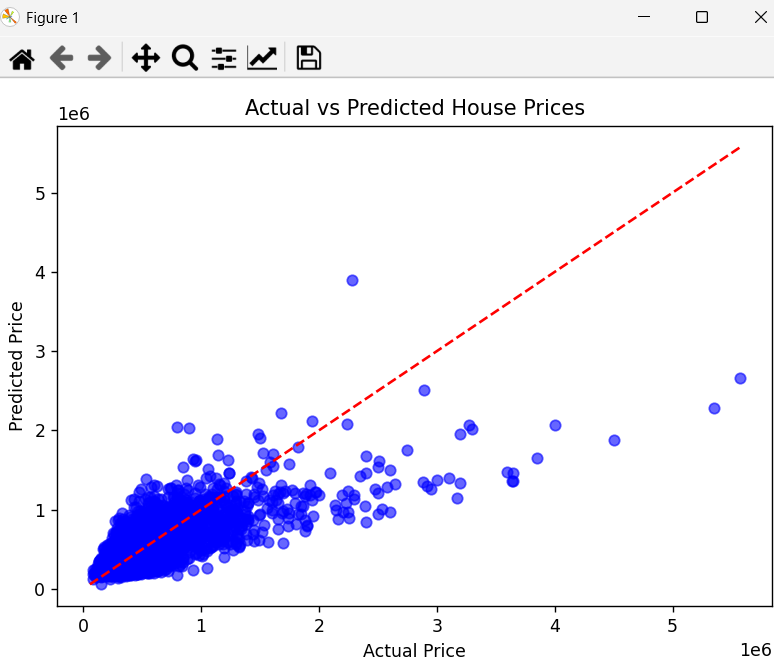 Figure 1
Actual vs Predicted House Prices
1e6
5
4
3
2
1
0
Predicted Price
0 1 2 3 4 5
1e6
Actual Price